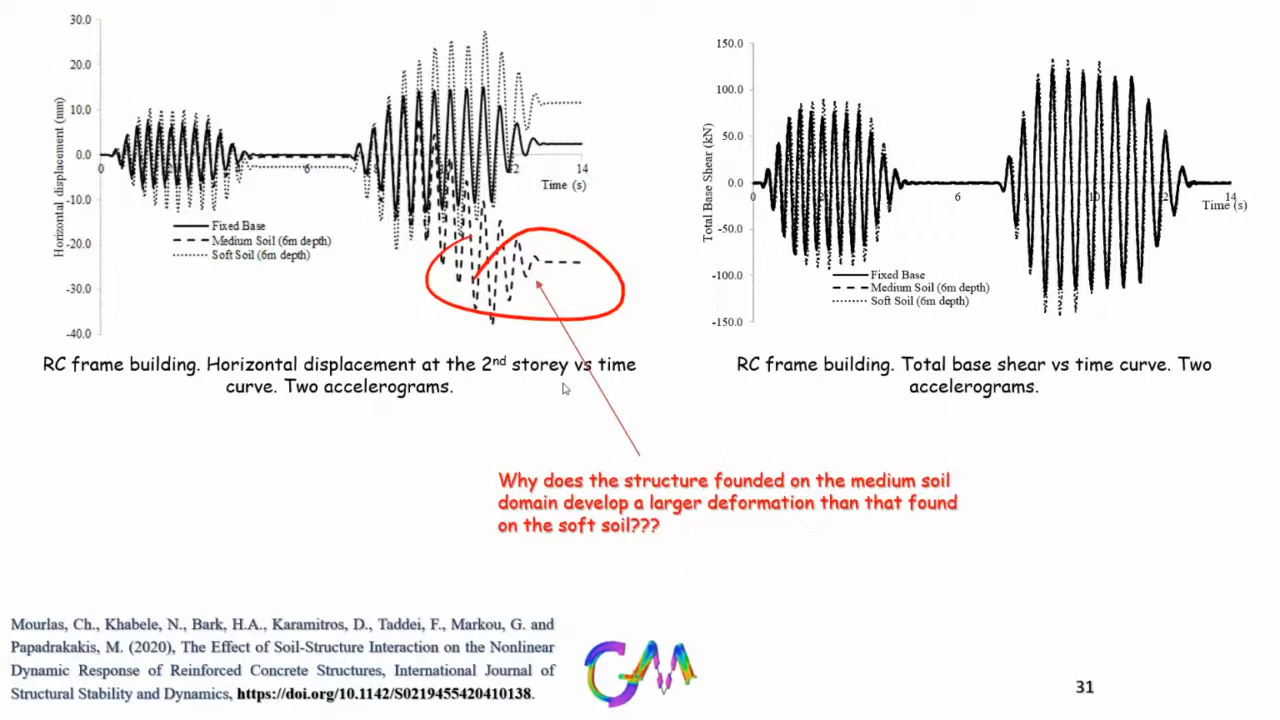 30.0
20.0
10.0
0.0
-10.0
-20.0
-30.0
-40.0
Horizontal displacement (mm)
0
6
14
Time (s)
Fixed Base
Medium Soil (6m depth)
Soft Soil (6m depth)
150.0
100.0
50.0
0.0
-50.0
-100.0
-150.0
Total Base Shear (kN)
0
6
10
14
Time (s)
Fixed Base
Medium Soil (6m depth)
Soft Soil (6m depth)
RC frame building. Horizontal displacement at the 2nd storey vs time
curve. Two accelerograms.
RC frame building. Total base shear vs time curve. Two
accelerograms.
Why does the structure founded on the medium soil
domain develop a larger deformation than that found
on the soft soil???
Mourlas, Ch., Khabele, N., Bark, H.A., Karamitros, D., Taddei, F., Markou, G. and
Papadrakakis, M. (2020), The Effect of Soil-Structure Interaction on the Nonlinear
Dynamic Response of Reinforced Concrete Structures, International Journal of
Structural Stability and Dynamics, https://doi.org/10.1142/S0219455420410138.
GM
31